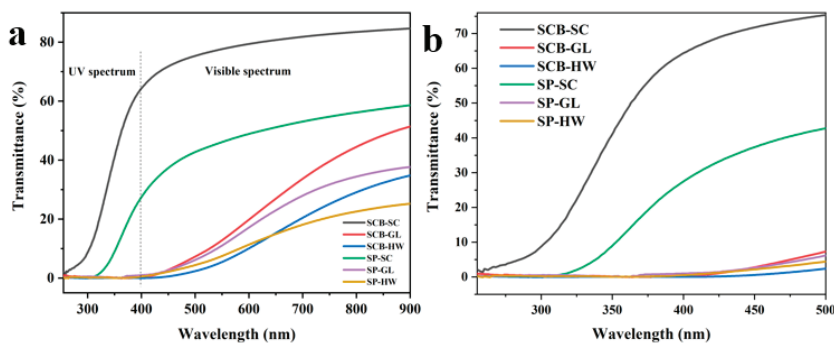 a
80
60
40
20
0
Transmittance (%)
UV spectrum
Visible spectrum
SCB-SC
SCB-GL
SCB-HW
SP-SC
SP-GL
SP-HW
300 400 500 600 700 800 900
Wavelength (nm)
b
70
60
50
40
30
20
10
0
Transmittance (%)
SCB-SC
SCB-GL
SCB-HW
SP-SC
SP-GL
SP-HW
300 350 400 450 500
Wavelength (nm)